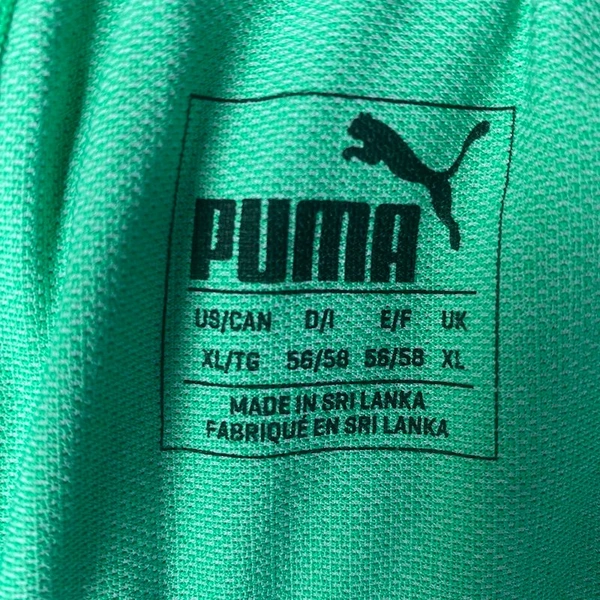 PUMA
US/CAN D/I E/F UK
XL/TG 56/58 56/58 XL
MADE IN SRI LANKA
FABRIQUÉ EN SRI LANKA